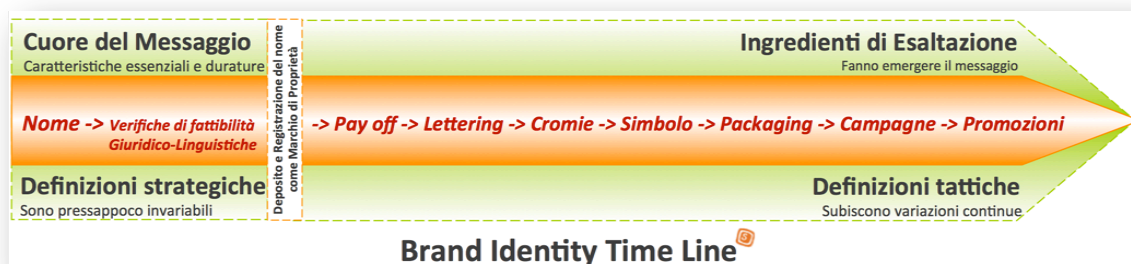 Cuore del Messaggio
Caratteristiche essenziali e durature
Deposito e Registrazione del nome
come Marchio di Proprietà
Ingredienti di Esaltazione
Fanno emergere il messaggio
Nome -> Verifiche di fattibilità
Giuridico-Linguistiche
-> Pay off -> Lettering -> Cromie -> Simbolo -> Packaging -> Campagne -> Promozioni
Definizioni strategiche
Sono pressappoco invariabili
Definizioni tattiche
Subiscono variazioni continue
Brand Identity Time Line